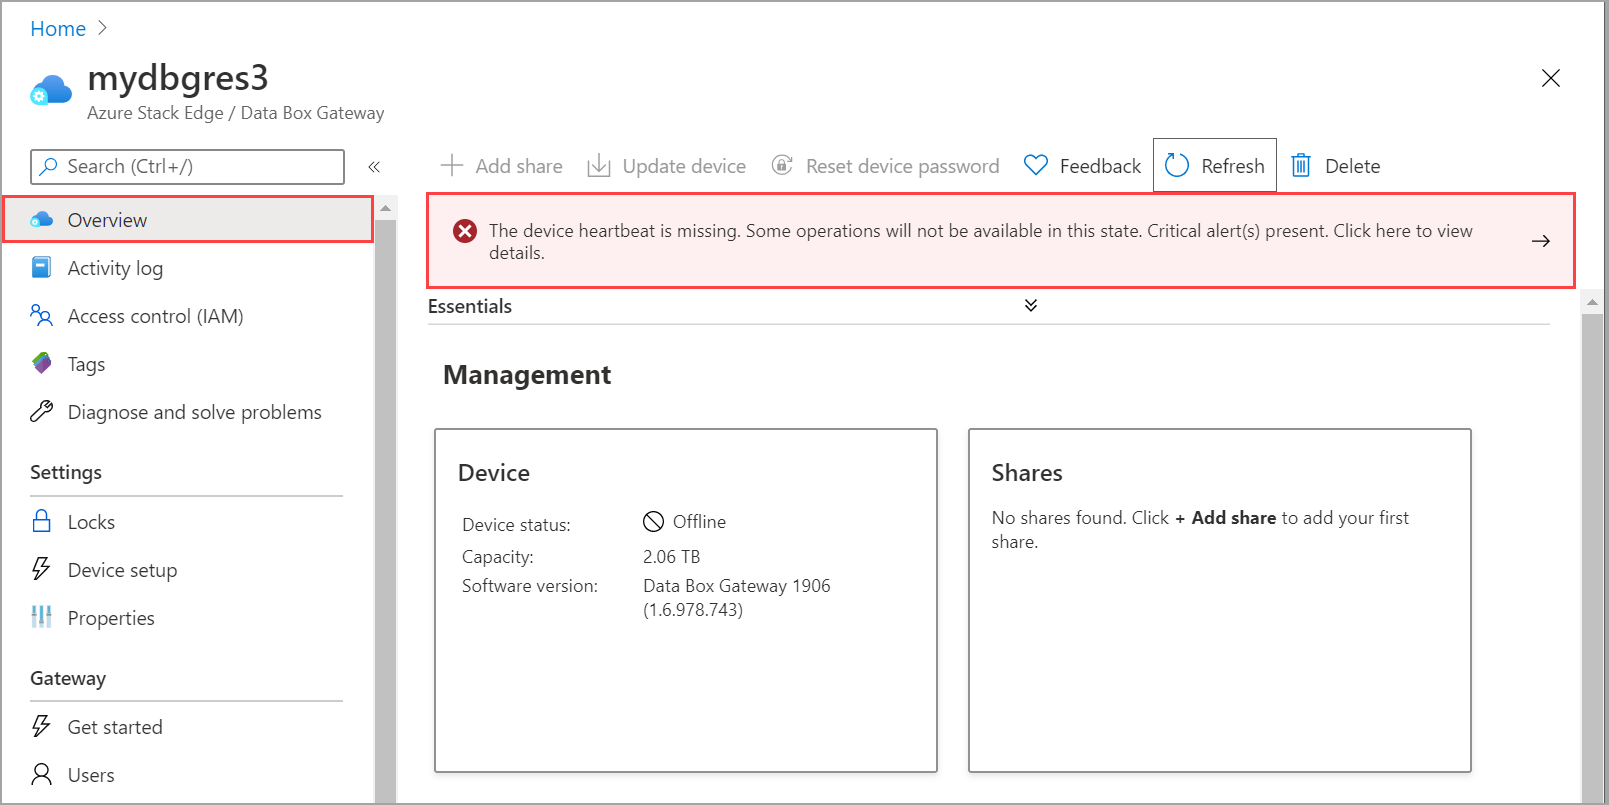 Home
mydbgres3
Azure Stack Edge / Data Box Gateway
Search (Ctrl+/)
Add share
Update device
Reset device password
Feedback
Refresh
Delete
Overview
Activity log
Access control (IAM)
Tags
Diagnose and solve problems
Settings
Locks
Device setup
Properties
Gateway
Get started
Users
The device heartbeat is missing. Some operations will not be available in this state. Critical alert(s) present. Click here to view
details.
Essentials
Management
Device
Device status: Offline
Capacity: 2.06 TB
Software version: Data Box Gateway 1906
(1.6.978.743)
Shares
No shares found. Click + Add share to add your first
share.